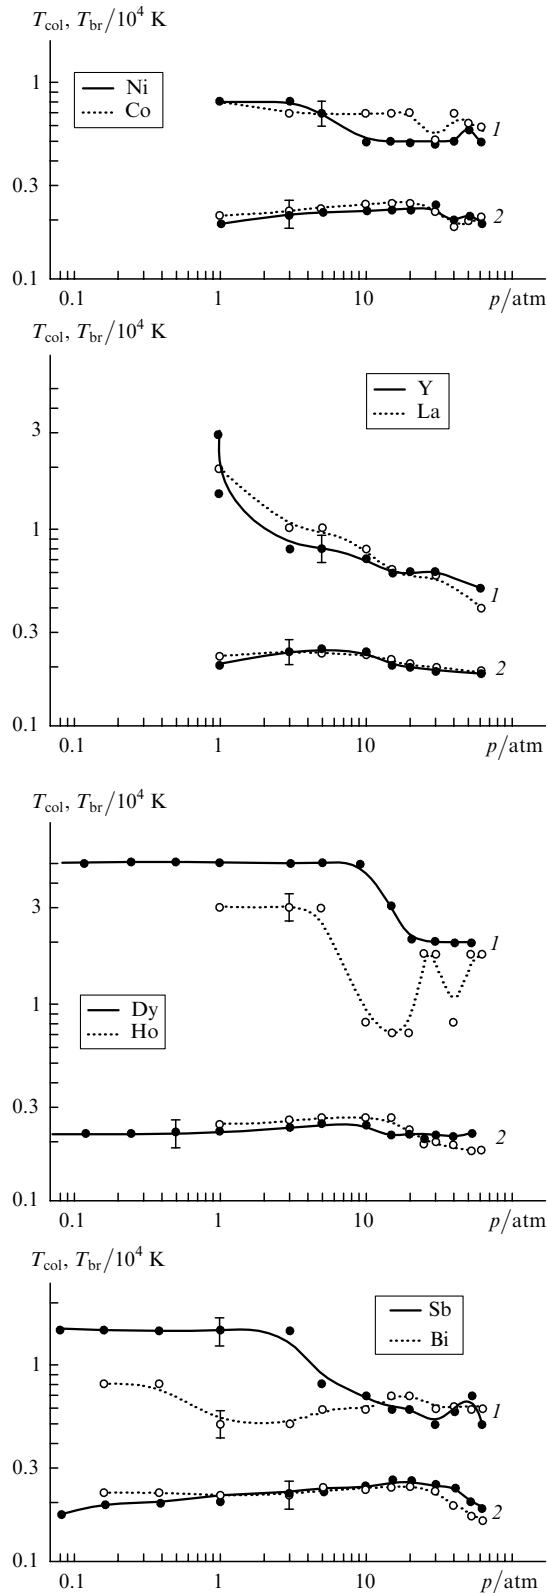 T_col, T_br/10^4 K
1
Ni
Co
1
0.3
2
0.1
0.1 1 10 p/atm
T_col, T_br/10^4 K
Y
La
3
1
1
0.3
2
0.1
0.1 1 10 p/atm
T_col, T_br/10^4 K
3
1
1
Dy
Ho
0.3
2
0.1
0.1 1 10 p/atm
T_col, T_br/10^4 K
Sb
Bi
1
1
0.3
2
0.1
0.1 1 10 p/atm